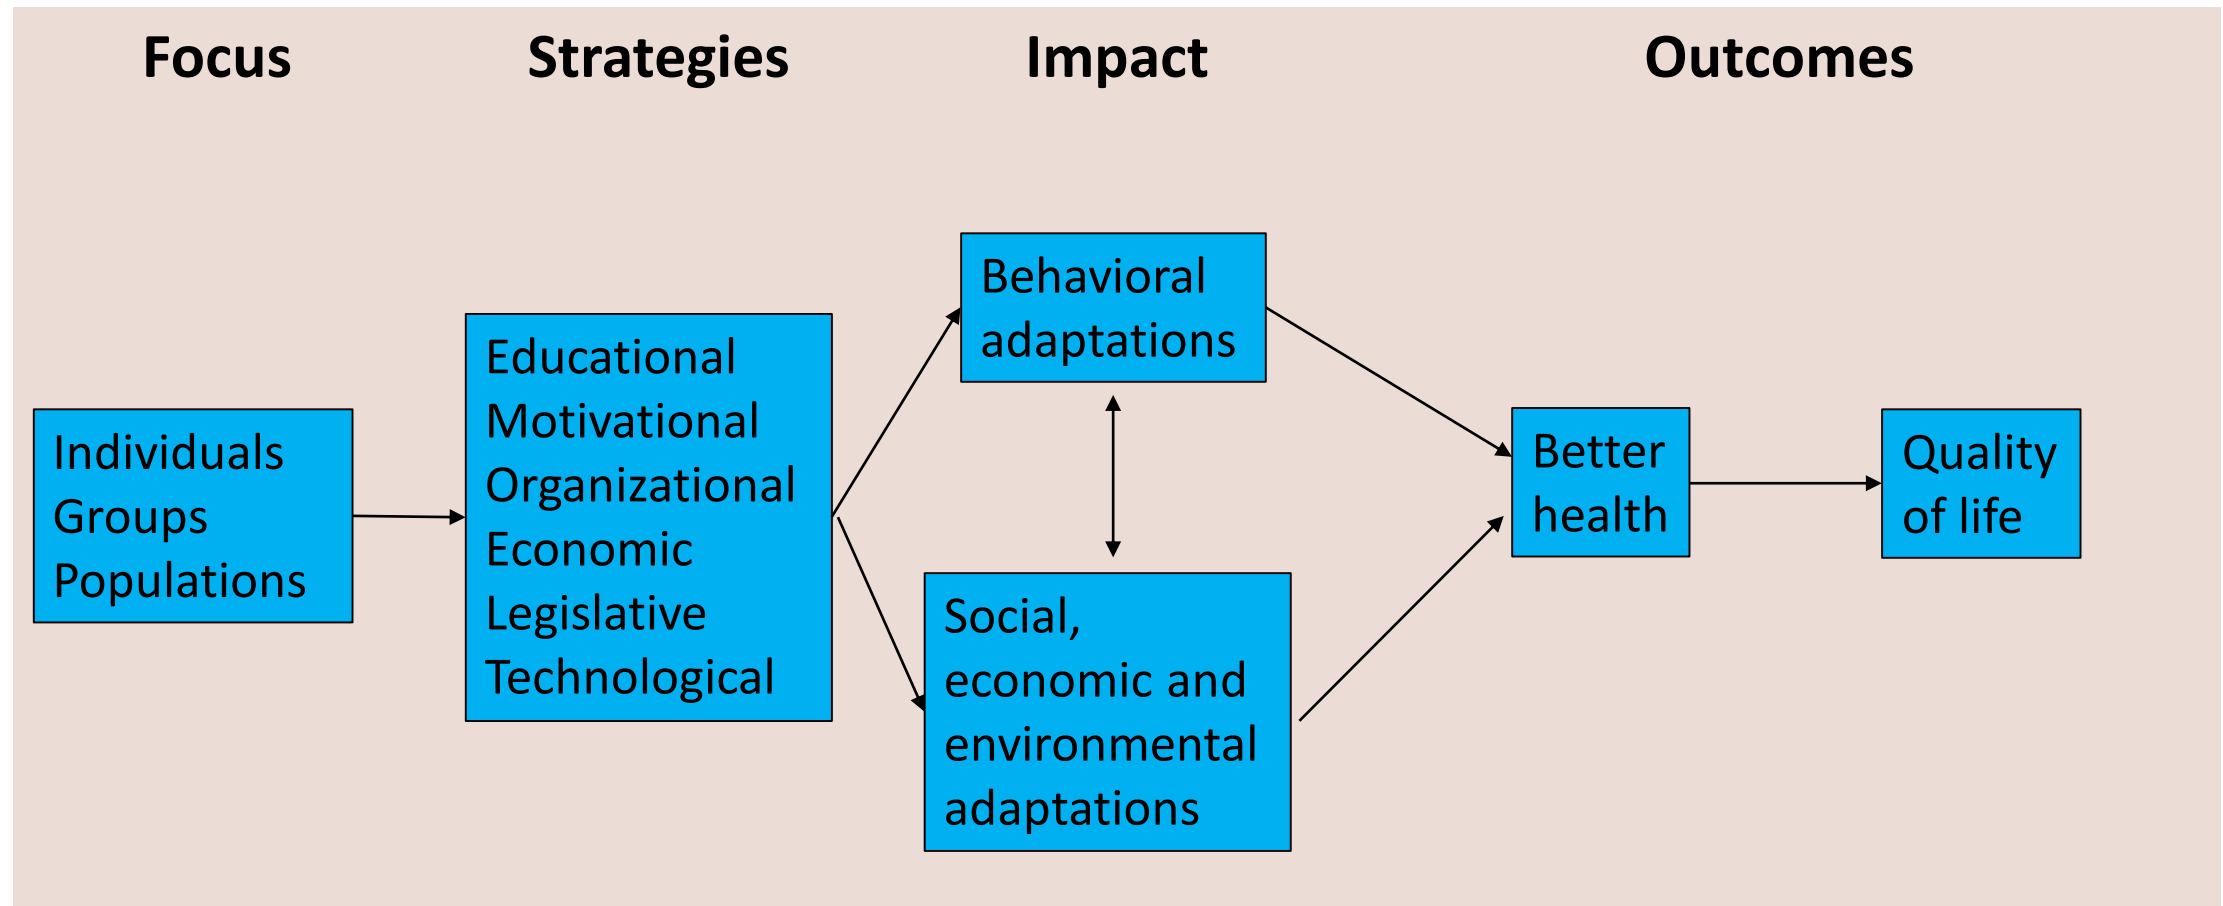 Focus
Strategies
Impact
Outcomes
Individuals
Groups
Populations
Educational
Motivational
Organizational
Economic
Legislative
Technological
Behavioral
adaptations
Social,
economic and
environmental
adaptations
Better
health
Quality
of life